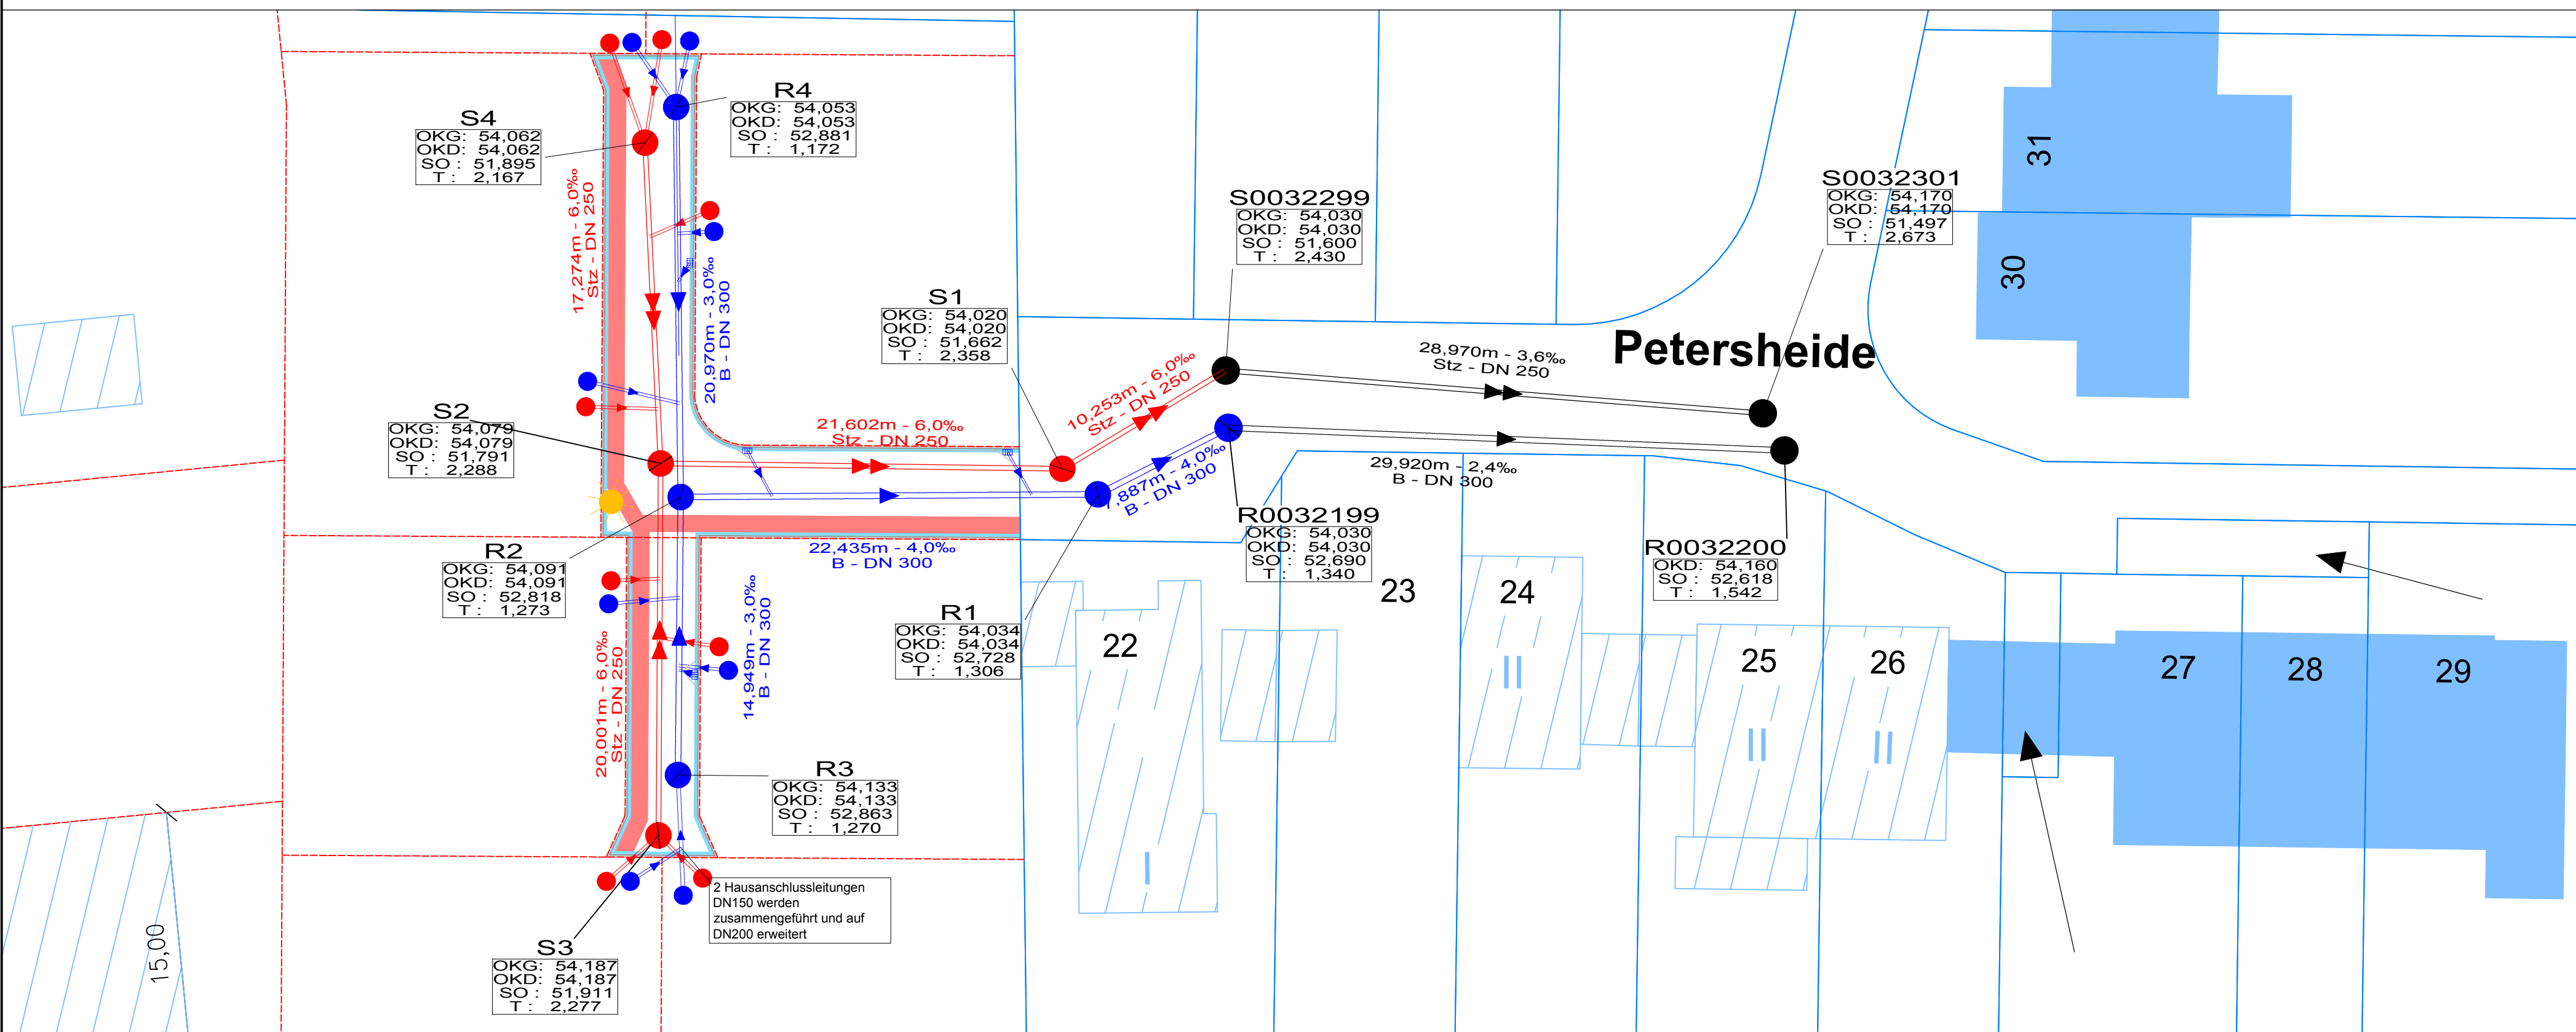 R4
OKG: 54,053
OKD: 54,053
SO : 52,881
T : 1,172
S4
OKG: 54,062
OKD: 54,062
SO : 51,895
T : 2,167
17,274m - 6,0‰
Stz - DN 250
20,970m - 3,0‰
B - DN 300
S0032299
OKG: 54,030
OKD: 54,030
SO : 51,600
T : 2,430
S0032301
OKG: 54,170
OKD: 54,170
SO : 51,497
T : 2,673
31
30
S1
OKG: 54,020
OKD: 54,020
SO : 51,662
T : 2,358
10,253m - 6,0‰
Stz - DN 250
28,970m - 3,6‰
Stz - DN 250
Petersheide
S2
OKG: 54,079
OKD: 54,079
SO : 51,791
T : 2,288
21,602m - 6,0‰
Stz - DN 250
,887m - 4,0‰
B - DN 300
29,920m - 2,4‰
B - DN 300
R0032199
OKG: 54,030
OKD: 54,030
SO : 52,690
T : 1,340
R0032200
OKD: 54,160
SO : 52,618
T : 1,542
R2
OKG: 54,091
OKD: 54,091
SO : 52,818
T : 1,273
22,435m - 4,0‰
B - DN 300
R1
OKG: 54,034
OKD: 54,034
SO : 52,728
T : 1,306
22
23
24
25
26
27
28
29
II
II
II
I
20,001m - 6,0‰
Stz - DN 250
14,949m - 3,0‰
B - DN 300
R3
OKG: 54,133
OKD: 54,133
SO : 52,863
T : 1,270
2 Hausanschlussleitungen
DN150 werden
zusammengeführt und auf
DN200 erweitert
S3
OKG: 54,187
OKD: 54,187
SO : 51,911
T : 2,277
15,00